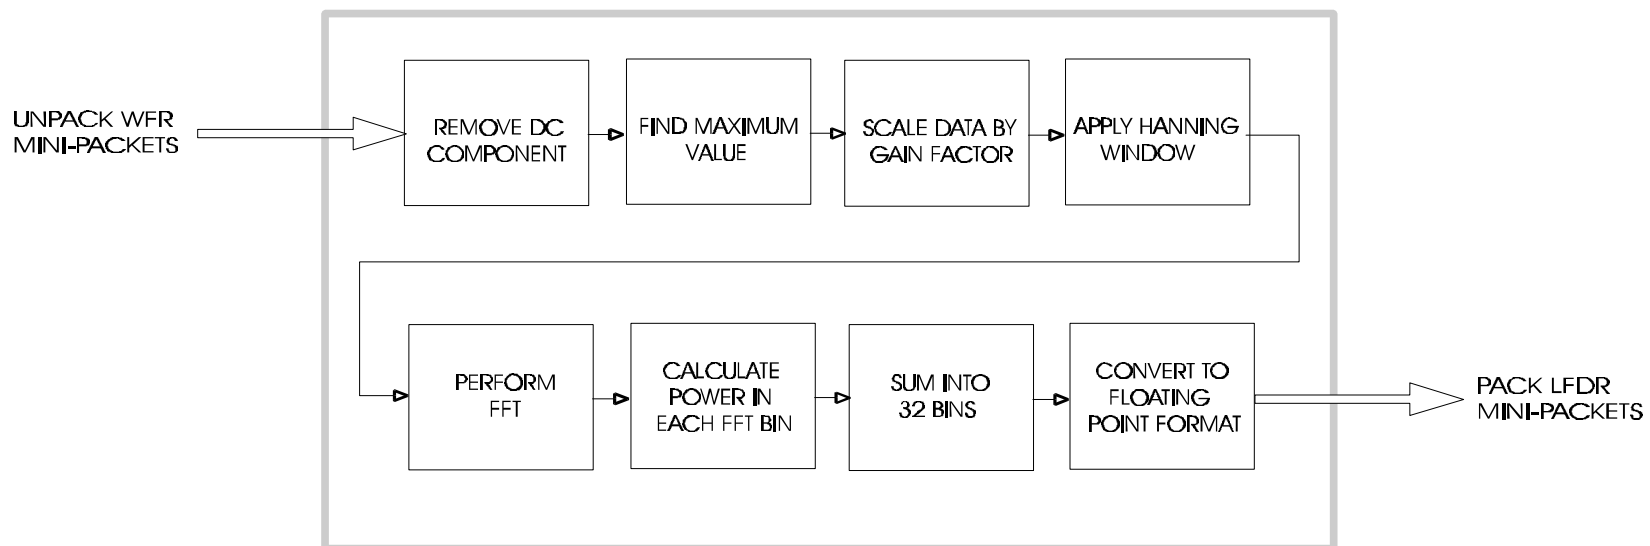 UNPACK WFR
MINI-PACKETS
REMOVE DC
COMPONENT
FIND MAXIMUM
VALUE
SCALE DATA BY
GAIN FACTOR
APPLY HANNING
WINDOW
PERFORM
FFT
CALCULATE
POWER IN
EACH FFT BIN
SUM INTO
32 BINS
CONVERT TO
FLOATING
POINT FORMAT
PACK LFDR
MINI-PACKETS